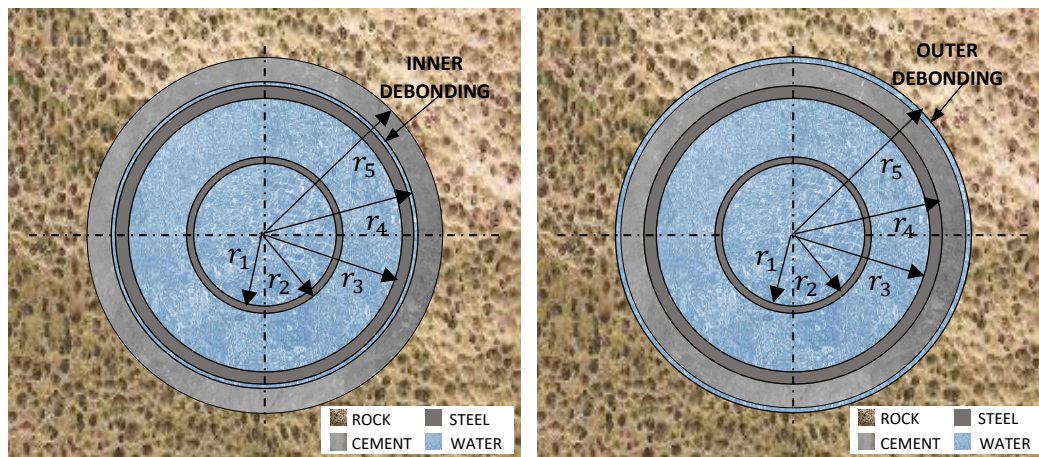 INNER
DEBONDING
r₅
r₄
r₁
r₂
r₃
ROCK
STEEL
CEMENT
WATER
OUTER
DEBONDING
r₅
r₄
r₁
r₂
r₃
ROCK
STEEL
CEMENT
WATER